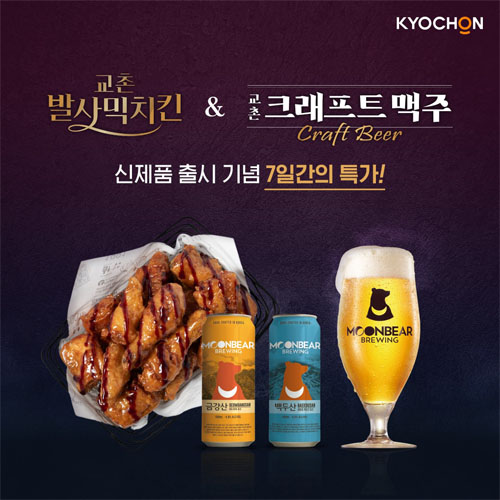 KYOCHON
교촌
발사믹치킨
&
교촌
크래프트 맥주
Craft Beer
신제품 출시 기념 7일간의 특가!
MOONBEAR
BREWING
금강산
MOONBEAR
BREWING
백두산
MOONBEAR
BREWING